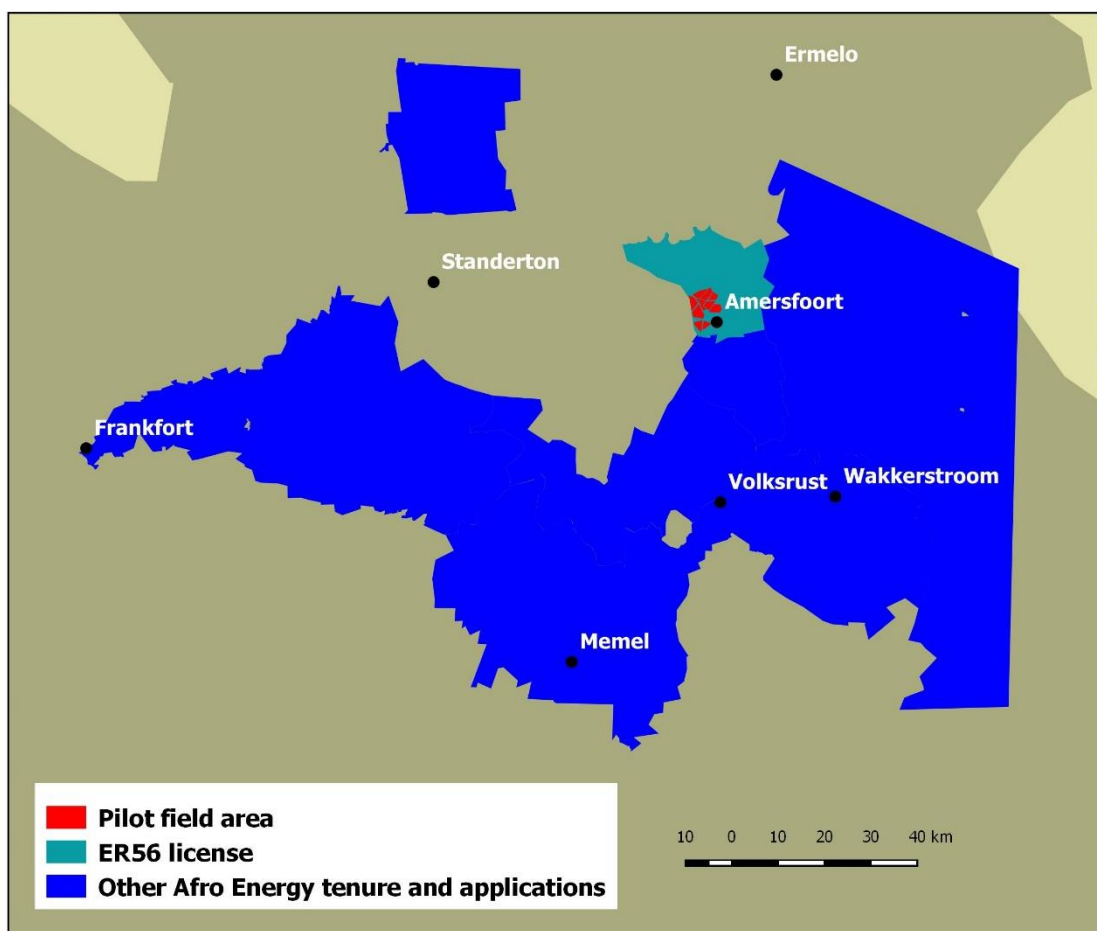 Ermelo
Standerton
Amersfoort
Frankfort
Volksrust
Wakkerstroom
Memel
Pilot field area
ER56 license
Other Afro Energy tenure and applications
10 0 10 20 30 40 km